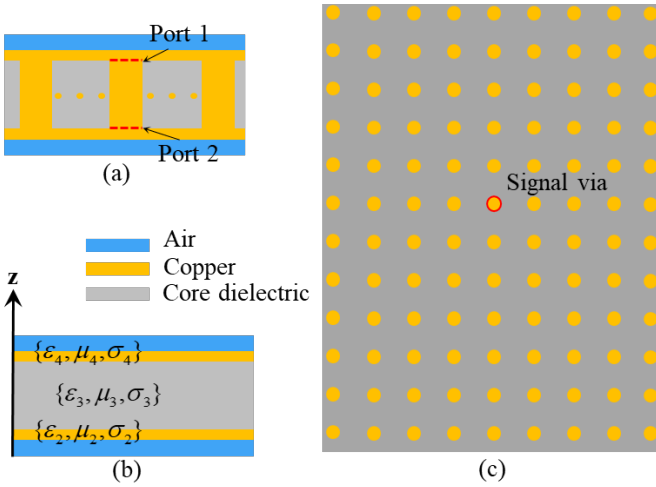 Port 1
Port 2
(a)
Air
Copper
Core dielectric
z
{ε₄, μ₄, σ₄}
{ε₃, μ₃, σ₃}
{ε₂, μ₂, σ₂}
(b)
Signal via
(c)